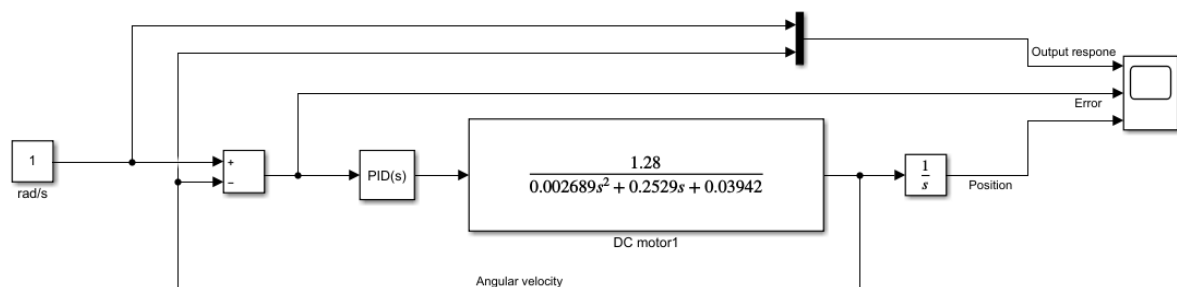 Output respone
Error
1
rad/s
+
−
PID(s)
1.28
0.002689s² + 0.2529s + 0.03942
DC motor1
1
s
Position
Angular velocity